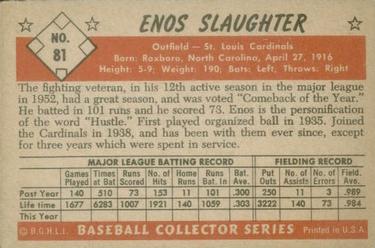 NO.
81
ENOS SLAUGHTER
Outfield — St. Louis Cardinals
Born: Roxboro, North Carolina, April 27, 1916
Height: 5-9; Weight: 190; Bats: Left, Throws: Right
The fighting veteran, in his 12th active season in the major league
in 1952, had a great season, and was voted "Comeback of the Year."
He batted in 101 runs and he scored 73. Enos is the personification
of the word "Hustle." First played organized ball in 1935. Joined
the Cardinals in 1938, and has been with them ever since, except
for three years which were spent in service.
MAJOR LEAGUE BATTING RECORD FIELDING RECORD
Games Played Times at Bat Runs Scored No. of Hits Home Runs Runs Bat. In Bat. Avg. Put Outs No. of Assists No. of Errors Field. Avg.
Past Year 140 510 73 153 11 101 .300 250 11 3 .989
Life time 1677 6283 1007 1921 140 1059 .301 3222 140 73 .984
This Year
© B.G.H.L.I. BASEBALL COLLECTOR SERIES Printed in U.S.A.